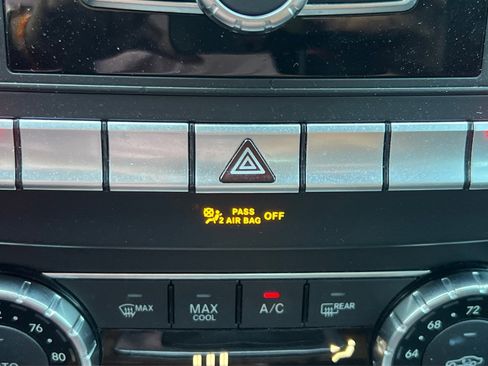 PASS
2 AIR BAG OFF
MAX
MAX
COOL
A/C
REAR
72
76
80
68
64